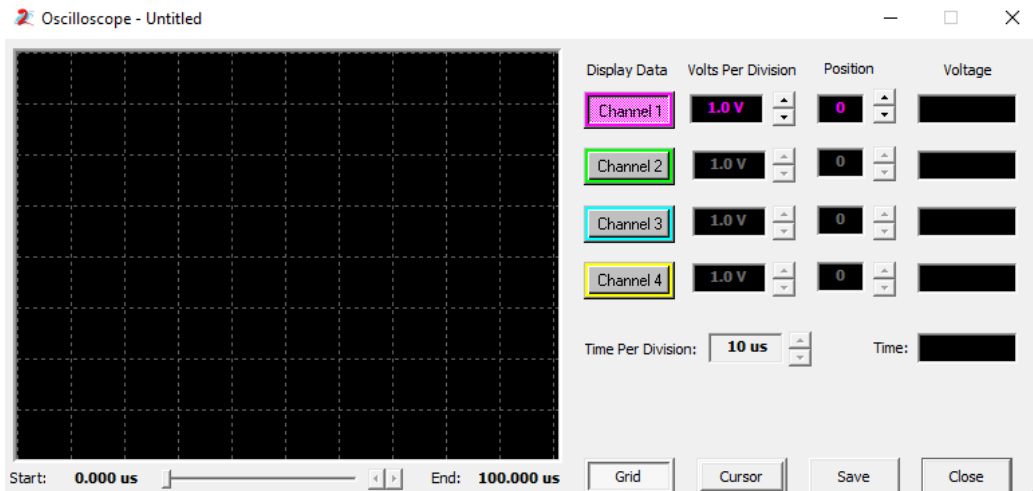 Oscilloscope - Untitled
Display Data Volts Per Division Position Voltage
Channel 1 1.0 V 0
Channel 2 1.0 V 0
Channel 3 1.0 V 0
Channel 4 1.0 V 0
Time Per Division: 10 us Time:
Start: 0.000 us End: 100.000 us Grid Cursor Save Close